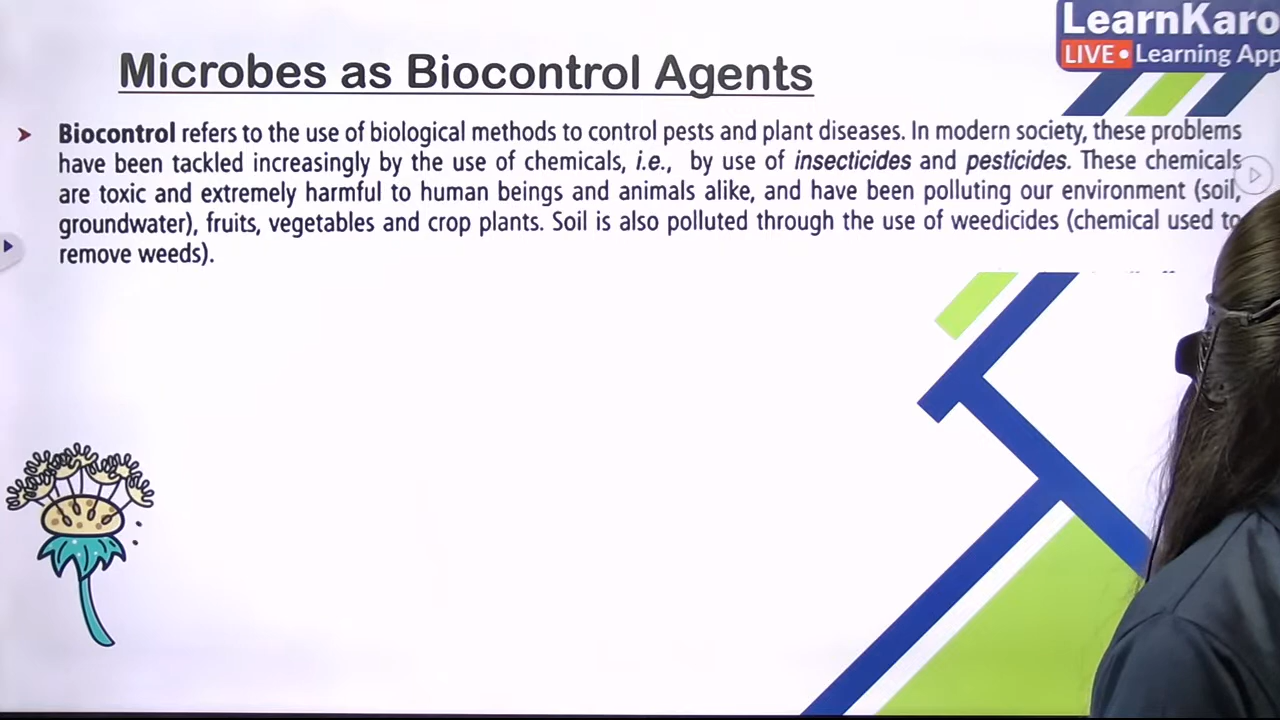 LearnKaro
LIVE • Learning App
Microbes as Biocontrol Agents
➤ Biocontrol refers to the use of biological methods to control pests and plant diseases. In modern society, these problems
have been tackled increasingly by the use of chemicals, i.e., by use of insecticides and pesticides. These chemicals
are toxic and extremely harmful to human beings and animals alike, and have been polluting our environment (soil,
groundwater), fruits, vegetables and crop plants. Soil is also polluted through the use of weedicides (chemical used to
remove weeds).